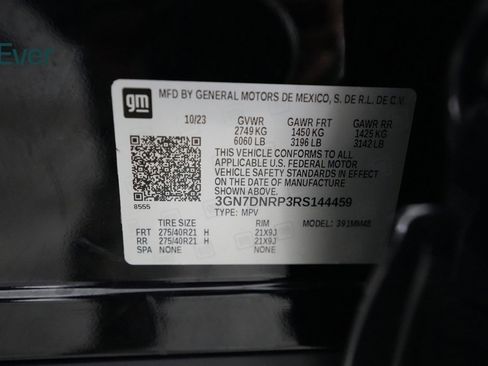 Ever
gm
MFD BY GENERAL MOTORS DE MEXICO, S. DE R.L. DE C.V.
10/23 GVWR GAWR FRT GAWR RR
2749 KG 1450 KG 1425 KG
6060 LB 3196 LB 3142 LB
THIS VEHICLE CONFORMS TO ALL
APPLICABLE U.S. FEDERAL MOTOR
VEHICLE SAFETY STANDARDS IN EFFECT
ON THE DATE OF MANUFACTURE
SHOWN ABOVE.
3GN7DNRP3RS144459
8555 TYPE: MPV
TIRE SIZE RIM MODEL:
FRT 275/40R21 H 21X9J
RR 275/40R21 H 21X9J
SPA NONE NONE